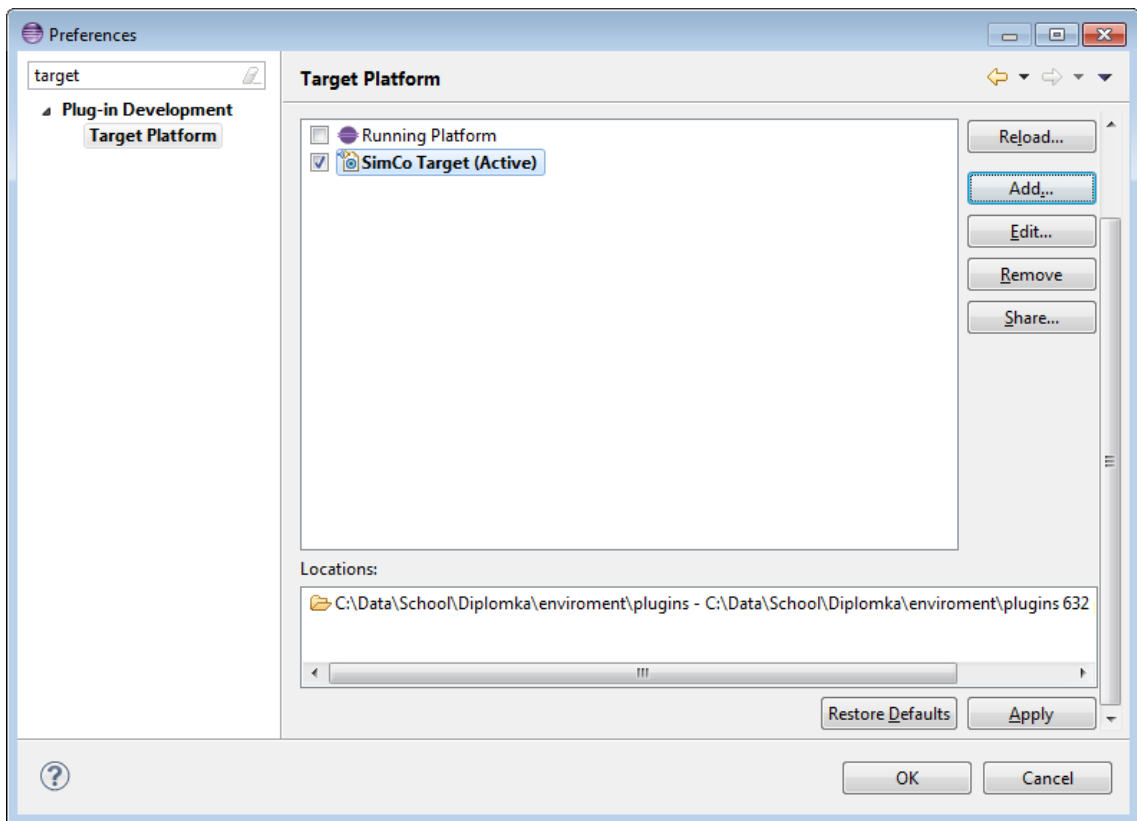 Preferences
target
Target Platform
Plug-in Development
Target Platform
Running Platform
SimCo Target (Active)
Reload...
Add...
Edit...
Remove
Share...
Locations:
C:\Data\School\Diplomka\enviroment\plugins - C:\Data\School\Diplomka\enviroment\plugins 632
Restore Defaults
Apply
OK
Cancel